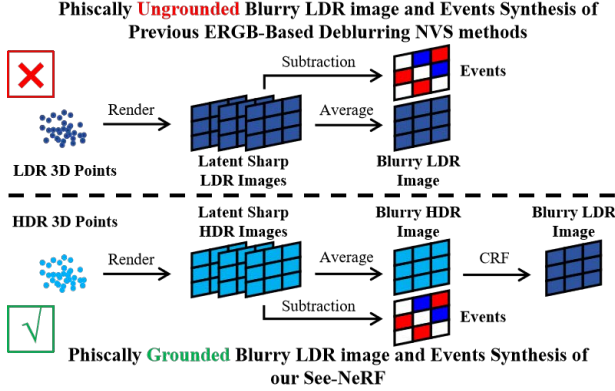 Phiscally Ungrounded Blurry LDR image and Events Synthesis of
Previous ERGB-Based Deblurring NVS methods
Subtraction
Events
Render
Average
LDR 3D Points
Latent Sharp
LDR Images
Blurry LDR
Image
HDR 3D Points
Latent Sharp
HDR Images
Blurry HDR
Image
Blurry LDR
Image
Render
Average
CRF
Subtraction
Events
Phiscally Grounded Blurry LDR image and Events Synthesis of
our See-NeRF